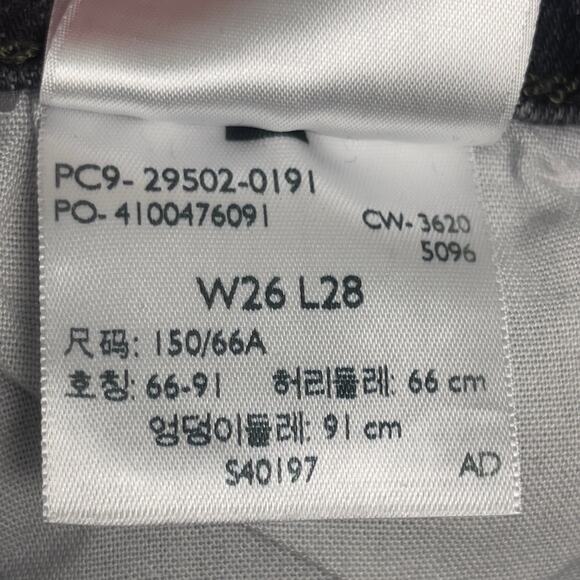 PC9- 29502-0191
PO- 4100476091
CW- 3620
5096
W26 L28
尺码: 150/66A
호칭: 66-91 허리둘레: 66 cm
엉덩이둘레: 91 cm
S40197
AD